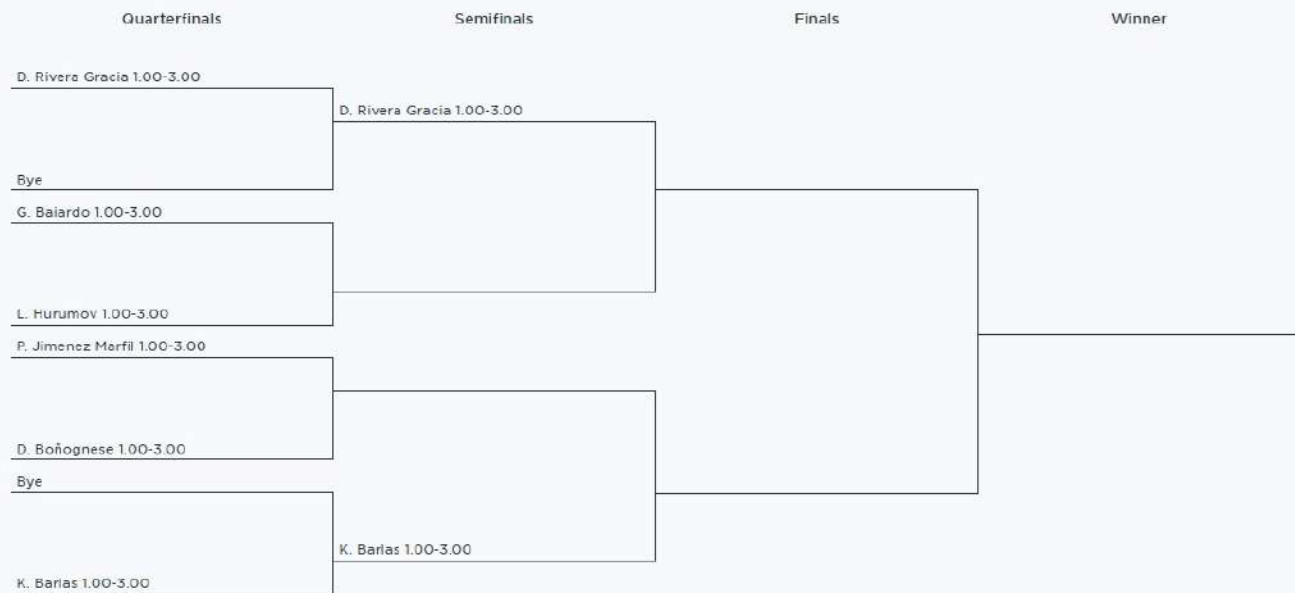 Quarterfinals Semifinals Finals Winner
D. Rivera Gracia 1.00-3.00
D. Rivera Gracia 1.00-3.00
Bye
G. Baiardo 1.00-3.00
L. Hurumov 1.00-3.00
P. Jimenez Marfil 1.00-3.00
D. Boñognese 1.00-3.00
Bye
K. Barlas 1.00-3.00
K. Barlas 1.00-3.00